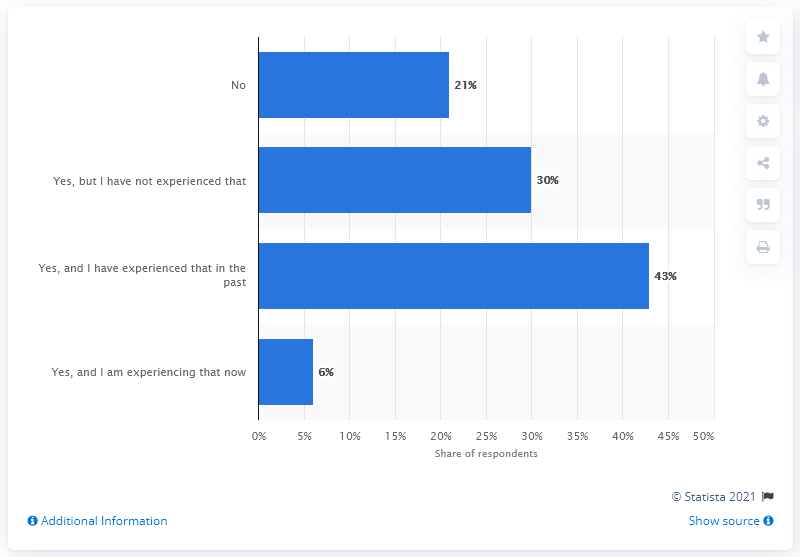 No
21%
Yes, but I have not experienced that
30%
Yes, and I have experienced that in the
past
43%
Yes, and I am experiencing that now
6%
0% 5% 10% 15% 20% 25% 30% 35% 40% 45% 50%
Share of respondents
© Statista 2021
Additional Information
Show source